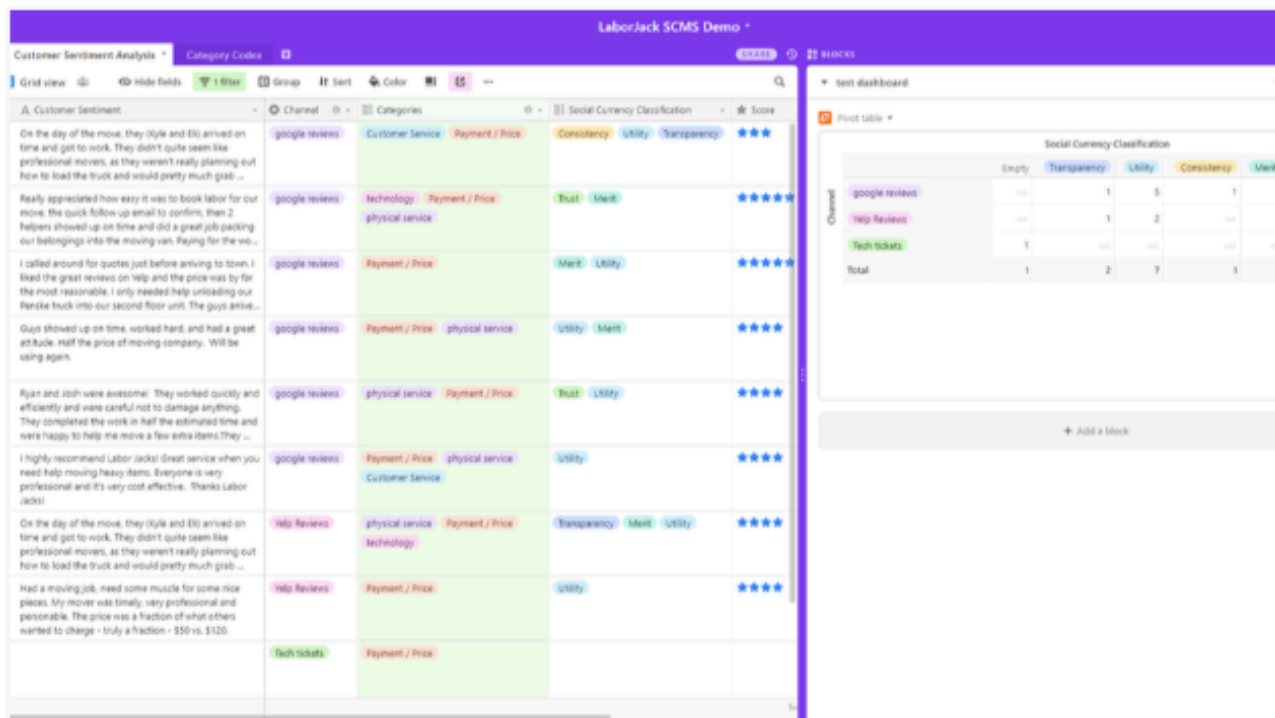 LaborJack SCMS Demo
Customer Sentiment Analysis
Category Codex
SHARE
BLOCKS
Grid view
Hide fields
1 filter
Group
Sort
Color
test dashboard
Customer Sentiment
Channel
Categories
Social Currency Classification
Score
On the day of the move, they (Kyle and Eli) arrived on
time and got to work. They didn't quite seem like
professional movers, as they weren't really planning out
how to load the truck and would pretty much grab ...
google reviews
Customer Service Payment / Price
Consistency Utility Transparency
Really appreciated how easy it was to book labor for our
move, the quick follow up email to confirm, then 2
helpers showed up on time and did a great job packing
our belongings into the moving van. Paying for the wo...
google reviews
technology Payment / Price
physical service
Trust Merit
I called around for quotes just before arriving to town. I
liked the great reviews on Yelp and the price was by far
the most reasonable. I only needed help unloading our
Penske truck into our second floor unit. The guys arrive...
google reviews
Payment / Price
Merit Utility
Guys showed up on time, worked hard, and had a great
attitude. Half the price of moving company. Will be
using again.
google reviews
Payment / Price physical service
Utility Merit
Ryan and Josh were awesome! They worked quickly and
efficiently and were careful not to damage anything.
They completed the work in half the estimated time and
were happy to help me move a few extra items.They ...
google reviews
physical service Payment / Price
Trust Utility
I highly recommend Labor Jacks! Great service when you
need help moving heavy items. Everyone is very
professional and it's very cost effective. Thanks Labor
Jacks!
google reviews
Payment / Price physical service
Customer Service
Utility
On the day of the move, they (Kyle and Eli) arrived on
time and got to work. They didn't quite seem like
professional movers, as they weren't really planning out
how to load the truck and would pretty much grab ...
Yelp Reviews
physical service Payment / Price
technology
Transparency Merit Utility
Had a moving job, need some muscle for some nice
pieces. My mover was timely, very professional and
personable. The price was a fraction of what others
wanted to charge - truly a fraction - $50 vs. $120.
Yelp Reviews
Payment / Price
Utility
Tech tickets
Payment / Price
Pivot table
Social Currency Classification
Empty Transparency Utility Consistency
Channel
google reviews 1 5 1
Yelp Reviews 1 2
Tech tickets 1
Total 1 2 7 1
+ Add a block